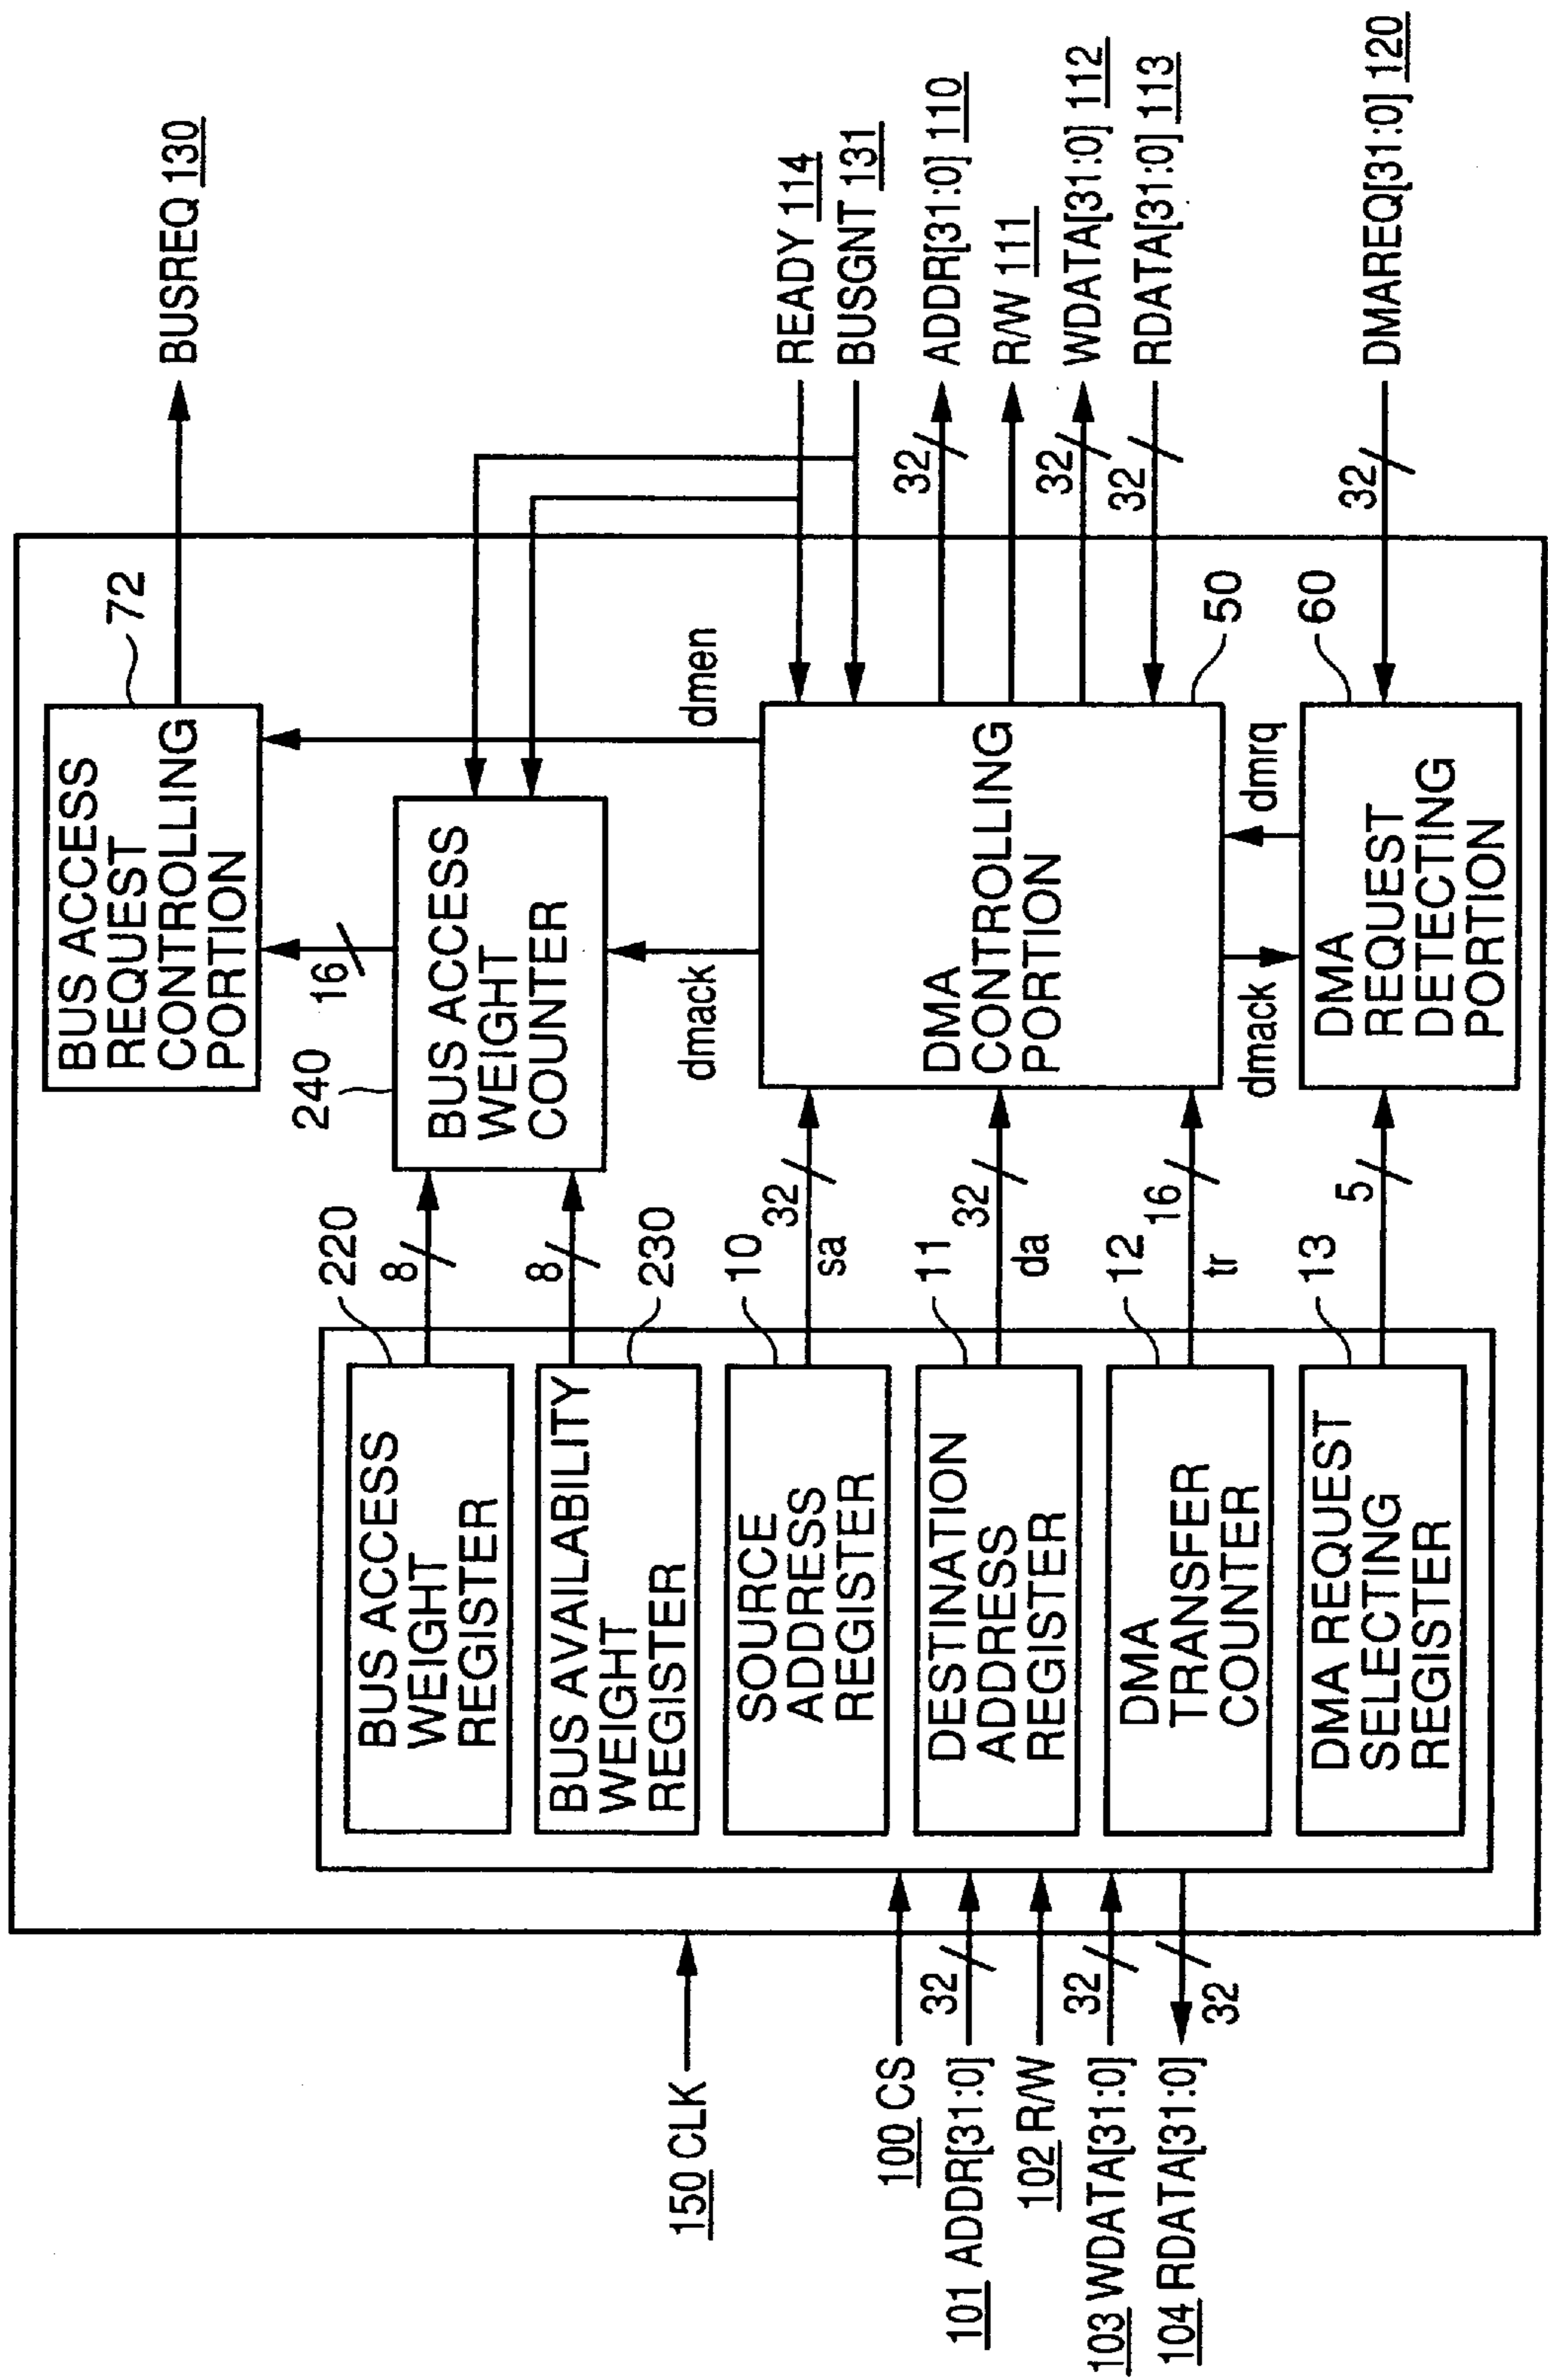 BUS ACCESS
REQUEST
CONTROLLING
PORTION
72
BUSREQ 130
240
BUS ACCESS
WEIGHT
COUNTER
16
dmen
dmack
READY 114
BUSGNT 131
ADDR[31:0] 110
32
R/W 111
WDATA[31:0] 112
32
RDATA[31:0] 113
32
DMA
CONTROLLING
PORTION
50
dmack
dmrq
DMA
REQUEST
DETECTING
PORTION
60
DMAREQ[31:0] 120
32
BUS ACCESS
WEIGHT
REGISTER
220
8
BUS AVAILABILITY
WEIGHT
REGISTER
230
8
SOURCE
ADDRESS
REGISTER
10
32
sa
DESTINATION
ADDRESS
REGISTER
11
32
da
DMA
TRANSFER
COUNTER
12
16
tr
DMA REQUEST
SELECTING
REGISTER
13
5
150 CLK
100 CS
101 ADDR[31:0]
32
102 R/W
103 WDATA[31:0]
32
104 RDATA[31:0]
32